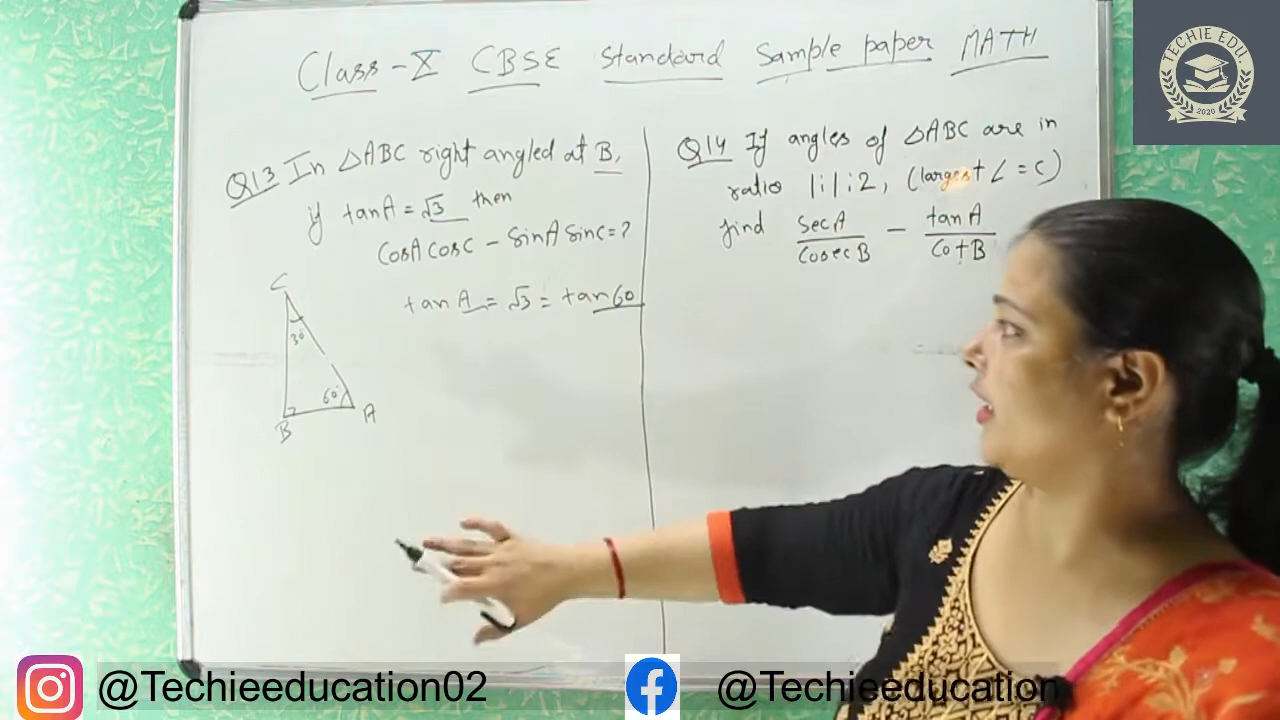 Class - X CBSE Standard Sample paper MATH
Q13 In △ABC right angled at B,
if tanA = √3 then
cosA cosC - sinA sinC = ?
tan A = √3 = tan 60
C
30°
60°
B
A
Q14 If angles of △ABC are in
ratio 1:1:2, (largest ∠ = C)
find secA/cosecB - tanA/cotB
TECHIE EDU.
2020
@Techieeducation02
@Techieeducation